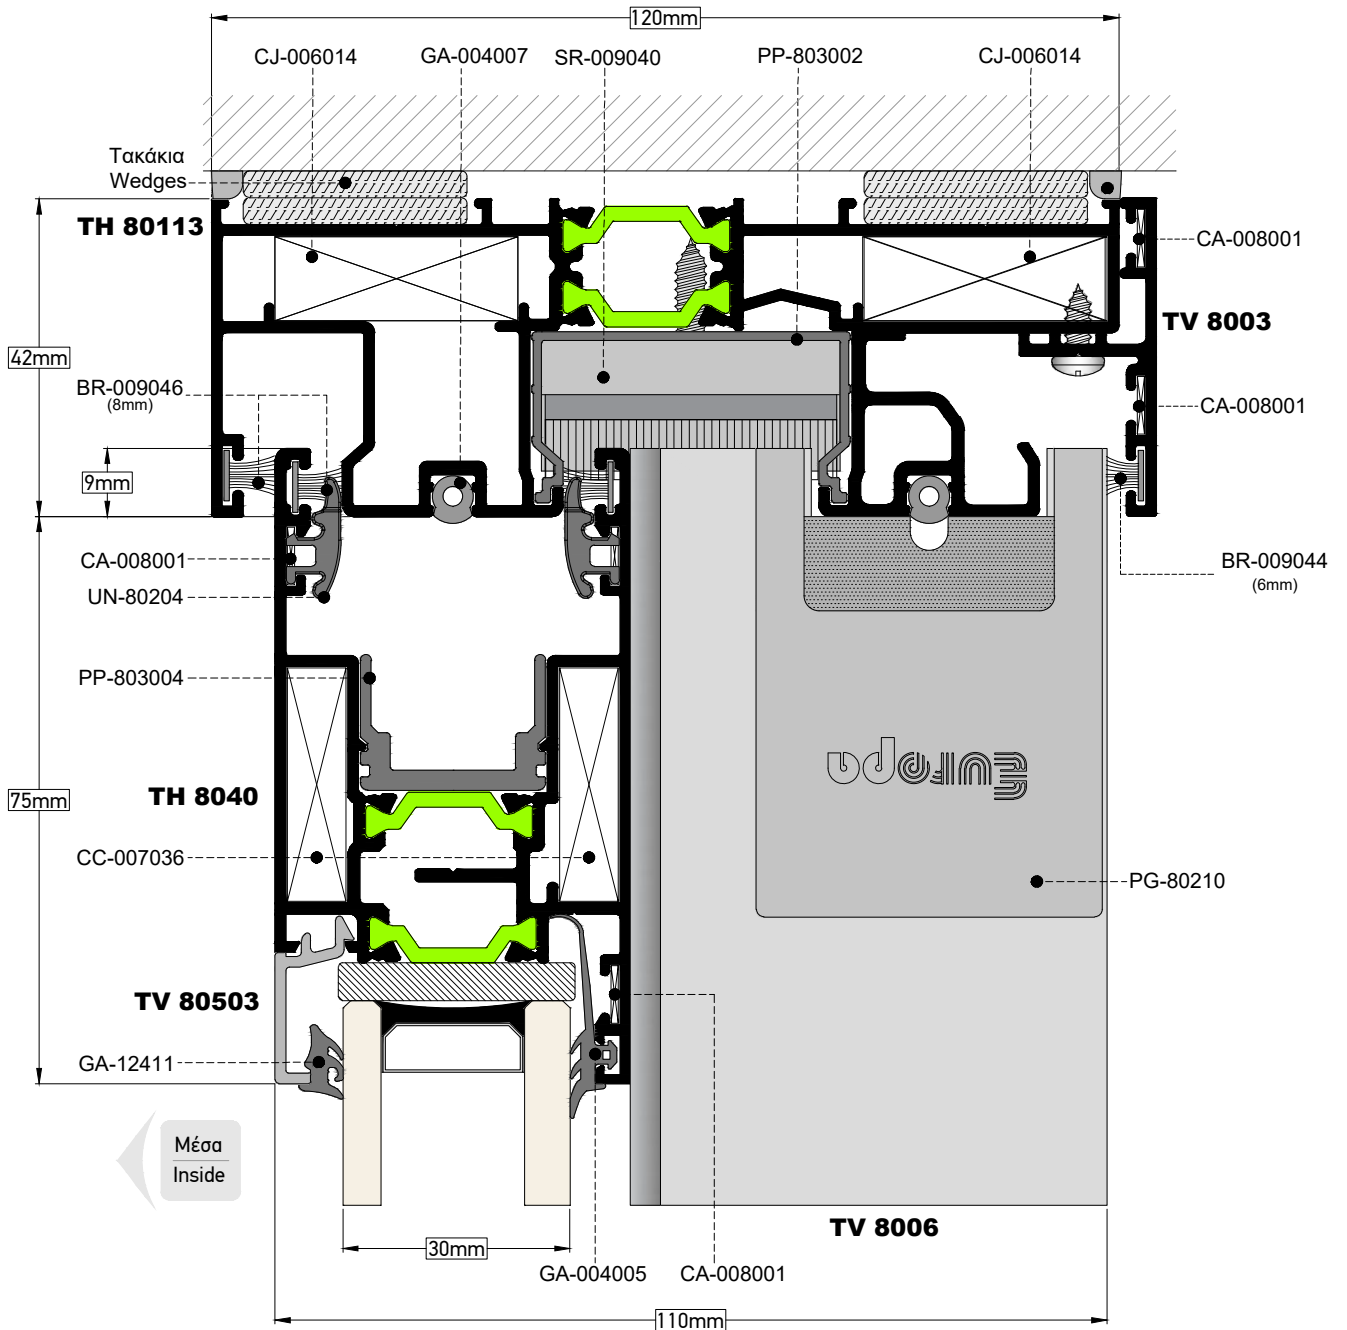 120mm
CJ-006014
GA-004007
SR-009040
PP-803002
CJ-006014
Τακάκια
Wedges
TH 80113
CA-008001
TV 8003
42mm
BR-009046
(8mm)
CA-008001
9mm
CA-008001
BR-009044
(6mm)
UN-80204
PP-803004
Europa
75mm
TH 8040
CC-007036
PG-80210
TV 80503
GA-12411
Μέσα
Inside
TV 8006
30mm
GA-004005
CA-008001
110mm